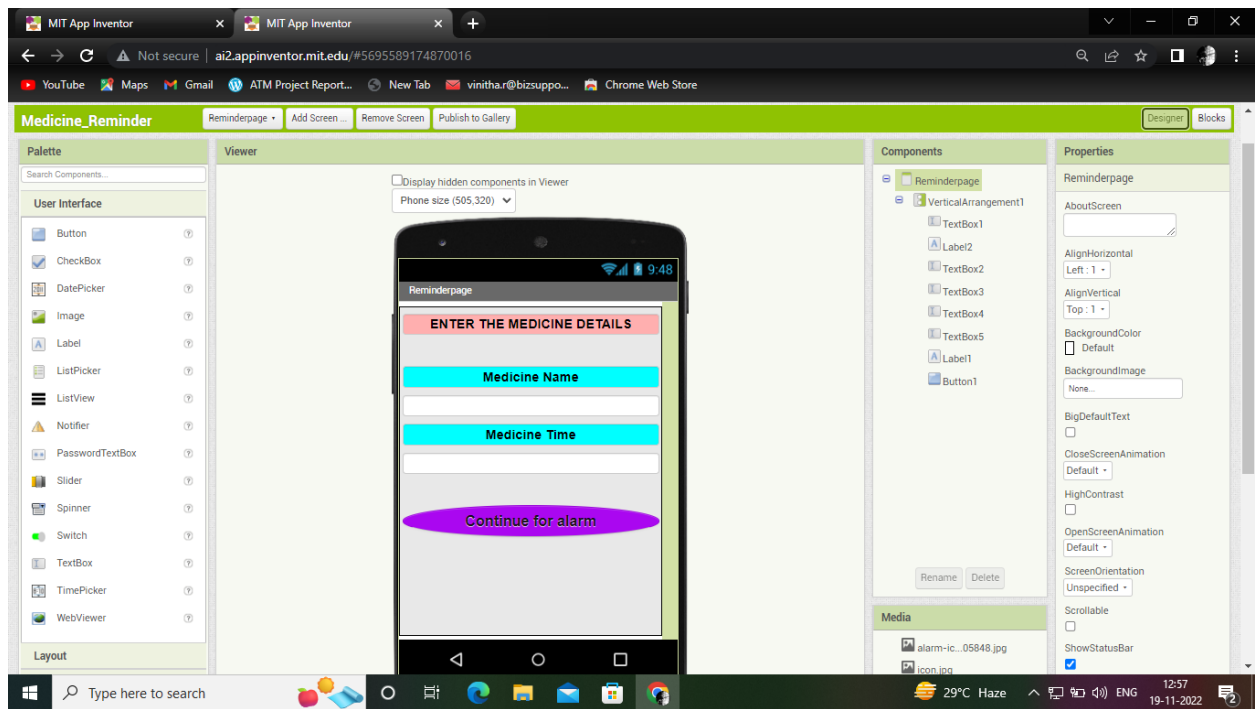 MIT App Inventor
MIT App Inventor
Not secure
ai2.appinventor.mit.edu/#5695589174870016
YouTube
Maps
Gmail
ATM Project Report...
New Tab
vinitha.r@bizsuppo...
Chrome Web Store
Medicine_Reminder
Reminderpage
Add Screen ...
Remove Screen
Publish to Gallery
Designer
Blocks
Palette
Search Components...
User Interface
Button
CheckBox
DatePicker
Image
Label
ListPicker
ListView
Notifier
PasswordTextBox
Slider
Spinner
Switch
TextBox
TimePicker
WebViewer
Layout
Viewer
Display hidden components in Viewer
Phone size (505,320)
9:48
Reminderpage
ENTER THE MEDICINE DETAILS
Medicine Name
Medicine Time
Continue for alarm
Components
Reminderpage
VerticalArrangement1
TextBox1
Label2
TextBox2
TextBox3
TextBox4
TextBox5
Label1
Button1
Rename
Delete
Media
alarm-ic...05848.jpg
icon.jpg
Properties
Reminderpage
AboutScreen
AlignHorizontal
Left : 1
AlignVertical
Top : 1
BackgroundColor
Default
BackgroundImage
None...
BigDefaultText
CloseScreenAnimation
Default
HighContrast
OpenScreenAnimation
Default
ScreenOrientation
Unspecified
Scrollable
ShowStatusBar
Type here to search
29°C Haze
ENG
12:57
19-11-2022
2